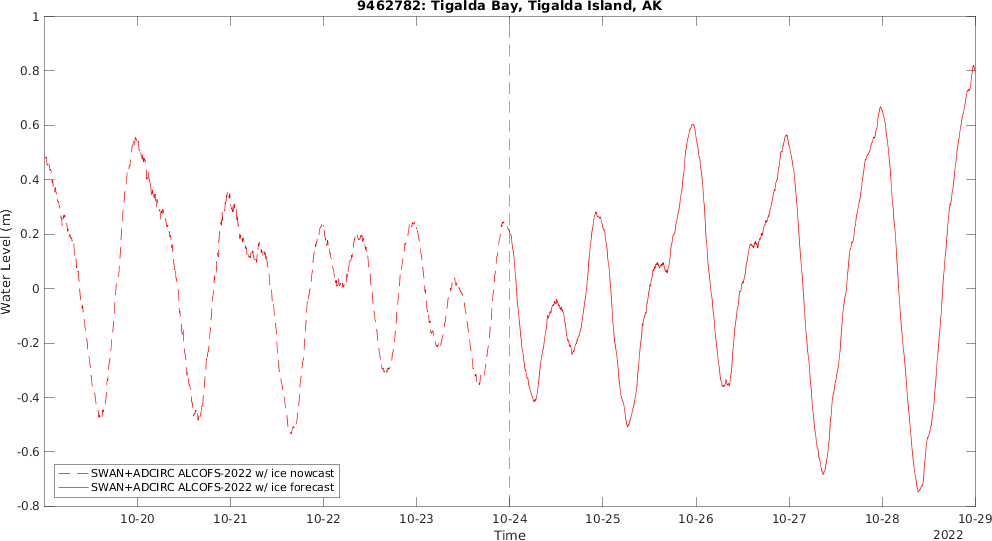 9462782: Tigalda Bay, Tigalda Island, AK
1
0.8
0.6
0.4
0.2
0
-0.2
-0.4
-0.6
-0.8
Water Level (m)
SWAN+ADCIRC ALCOFS-2022 w/ ice nowcast
SWAN+ADCIRC ALCOFS-2022 w/ ice forecast
10-20 10-21 10-22 10-23 10-24 10-25 10-26 10-27 10-28 10-29
Time
2022